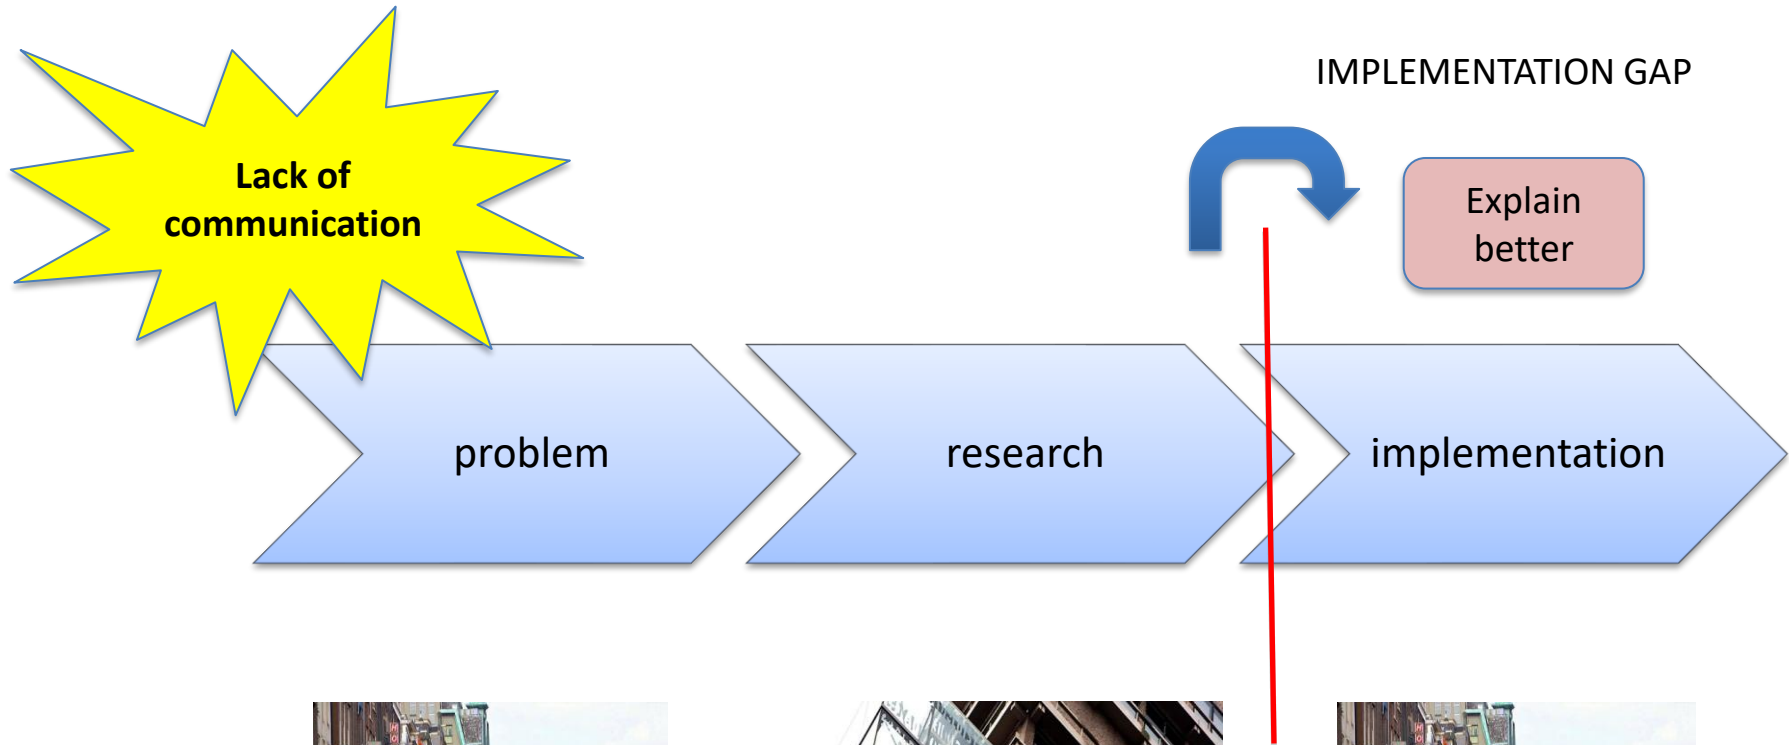 IMPLEMENTATION GAP
Lack of
communication
Explain
better
problem
research
implementation